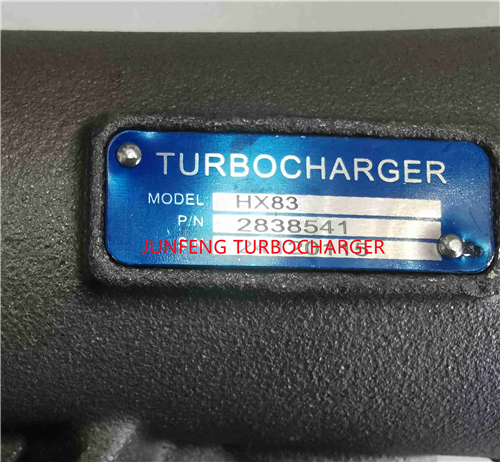 TURBOCHARGER
MODEL HX83
P/N 2838541
JUNFENG TURBOCHARGER